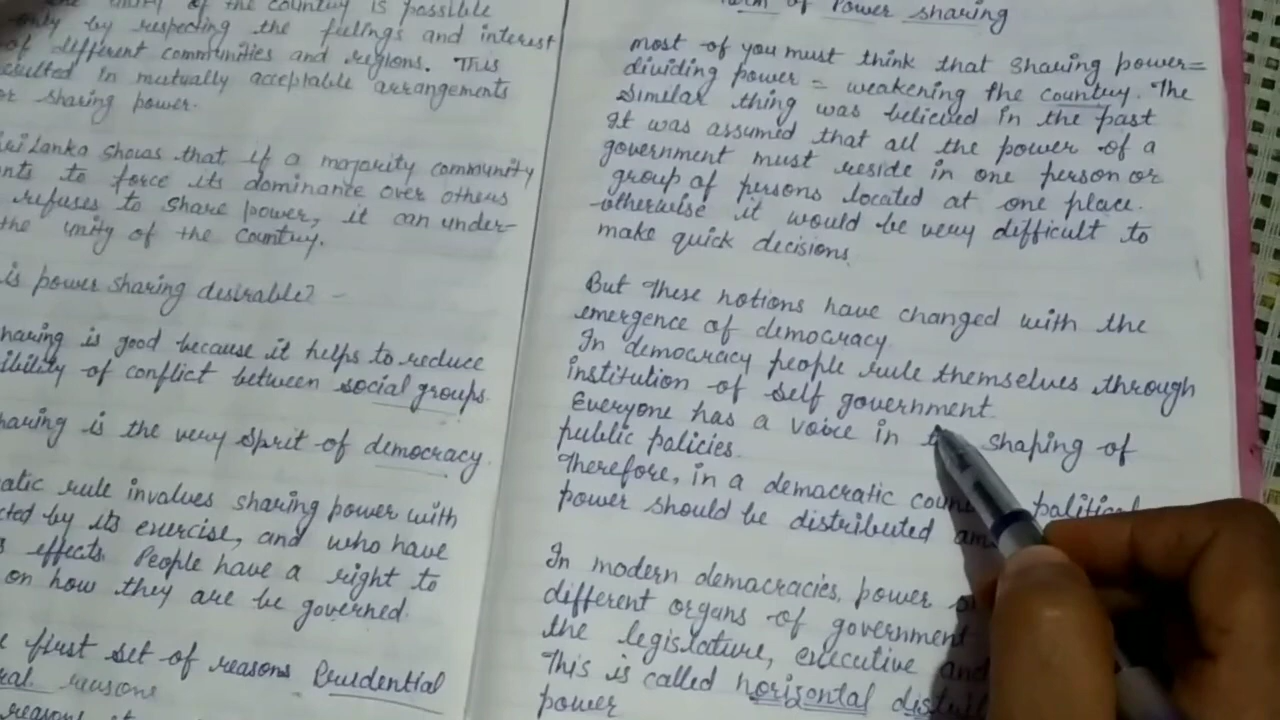 of the country is possible
only by respecting the feelings and interest
of different communities and regions. This
in mutually acceptable arrangements
or sharing power.
Lanka shows that if a majority community
to force its dominance over others
refuses to share power, it can under-
the unity of the country.
is power sharing desirable? -
haring is good because it helps to reduce
ibility of conflict between social groups.
haring is the very spirit of democracy.
atic rule involves sharing power with
cted by its exercise, and who have
effects. People have a right to
on how they are be governed.
first set of reasons Prudential
reasons
of Power sharing
most of you must think that sharing power=
dividing power = weakening the country. The
similar thing was believed in the past
It was assumed that all the power of a
government must reside in one person or
group of persons located at one place.
otherwise it would be very difficult to
make quick decisions
But these notions have changed with the
emergence of democracy
In democracy people rule themselves through
institution of self government
Everyone has a voice in shaping of
public policies.
Therefore, in a democratic political
power should be distributed
In modern democracies, power
different organs of government
the legislature, executive and
This is called horizontal
power